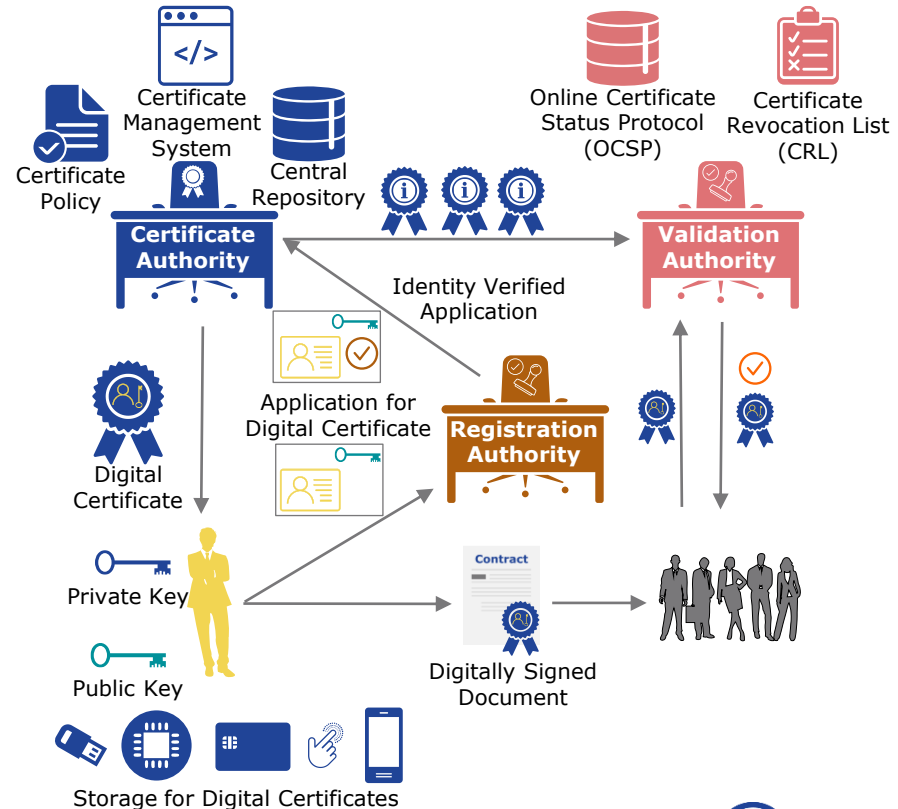 </>
Certificate
Management
System
Online Certificate
Status Protocol
(OCSP)
Certificate
Revocation List
(CRL)
Certificate
Policy
Central
Repository
i i i
Certificate
Authority
Validation
Authority
Identity Verified
Application
Application for
Digital Certificate
Registration
Authority
Digital
Certificate
Contract
Private Key
Public Key
Digitally Signed
Document
Storage for Digital Certificates